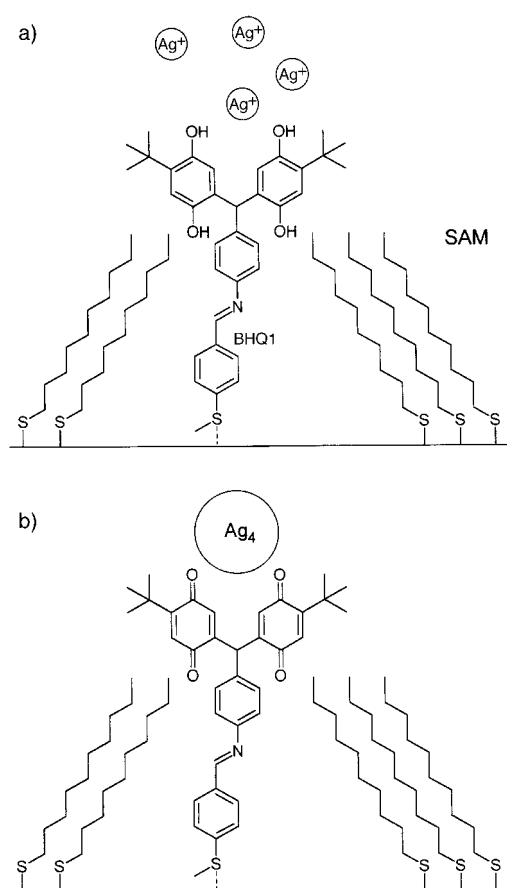 a)
Ag+
Ag+
Ag+
Ag+
OH OH
OH OH
SAM
N
BHQ1
S S S S S S
b)
Ag4
O O
O O
N
S S S S S S